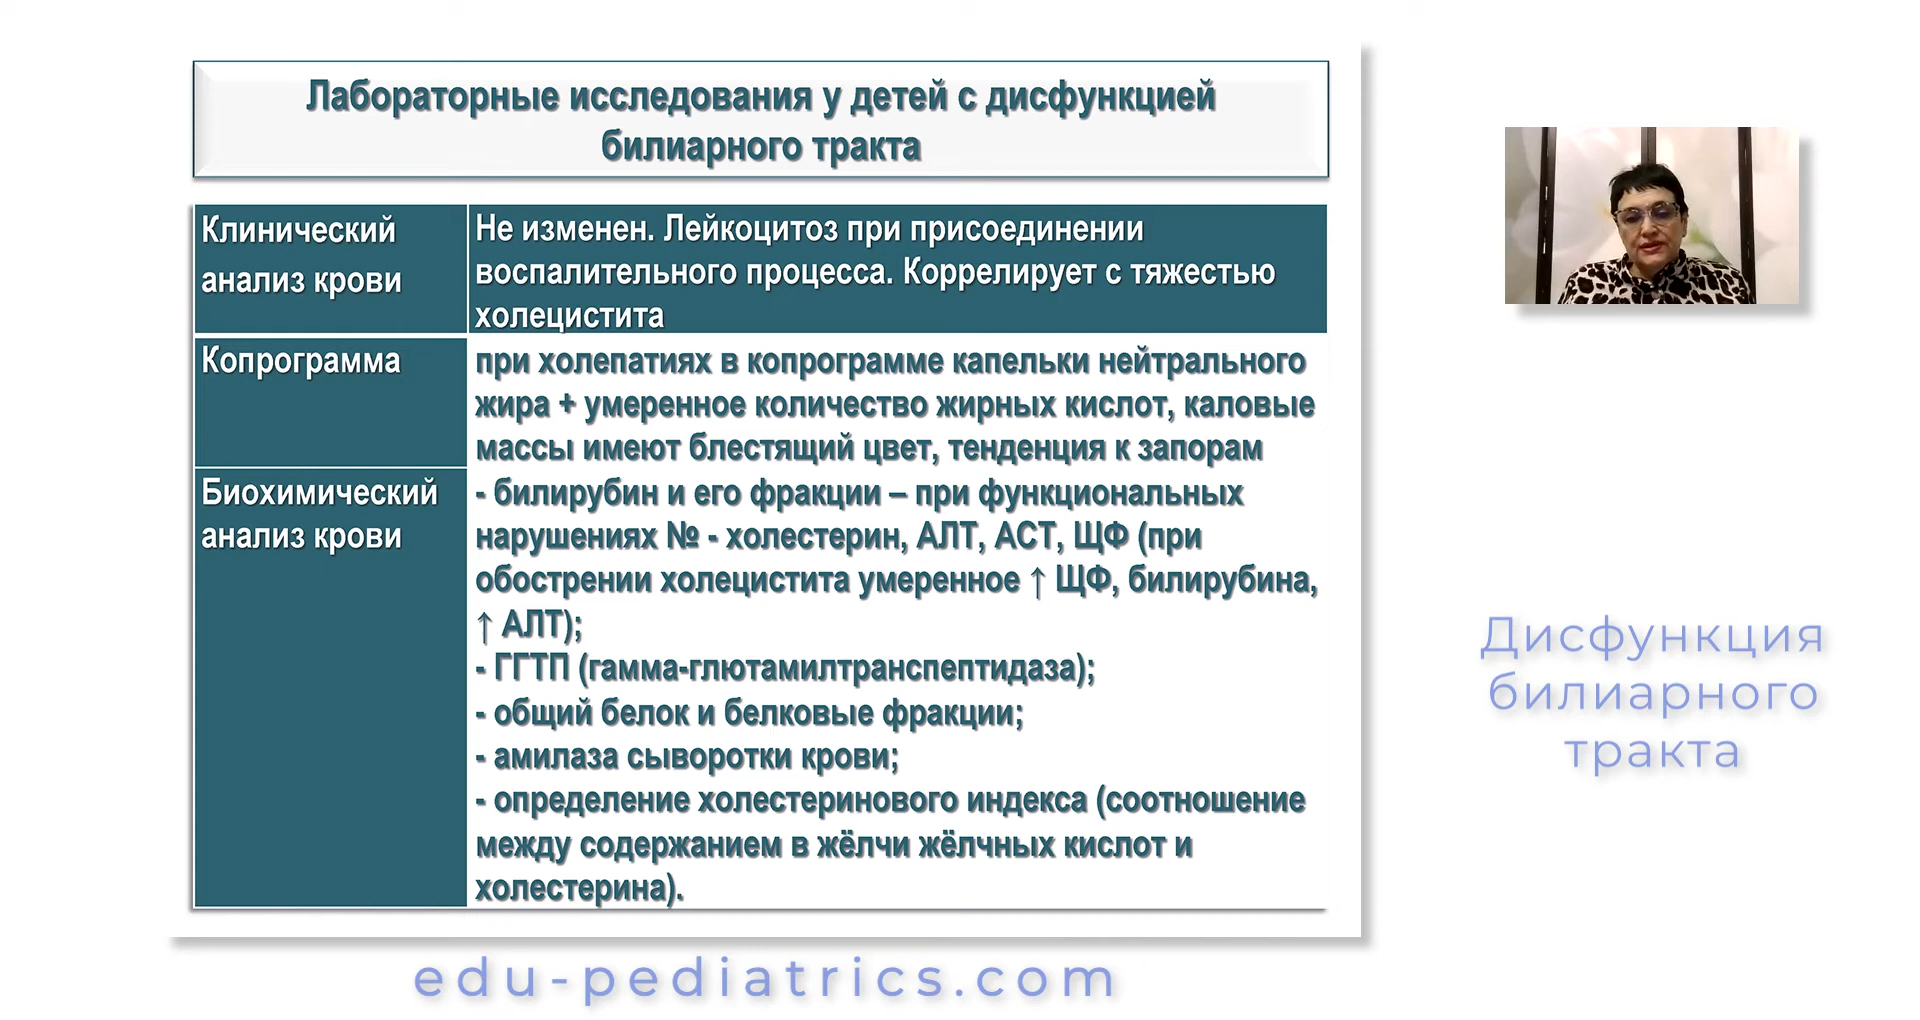 Лабораторные исследования у детей с дисфункцией
билиарного тракта
Клинический
анализ крови
Не изменен. Лейкоцитоз при присоединении
воспалительного процесса. Коррелирует с тяжестью
холецистита
Копрограмма
при холепатиях в копрограмме капельки нейтрального
жира + умеренное количество жирных кислот, каловые
массы имеют блестящий цвет, тенденция к запорам
Биохимический
анализ крови
- билирубин и его фракции – при функциональных
нарушениях № - холестерин, АЛТ, АСТ, ЩФ (при
обострении холецистита умеренное ↑ ЩФ, билирубина,
↑ АЛТ);
- ГГТП (гамма-глютамилтранспептидаза);
- общий белок и белковые фракции;
- амилаза сыворотки крови;
- определение холестеринового индекса (соотношение
между содержанием в жёлчи жёлчных кислот и
холестерина).
Дисфункция
билиарного
тракта
edu-pediatrics.com